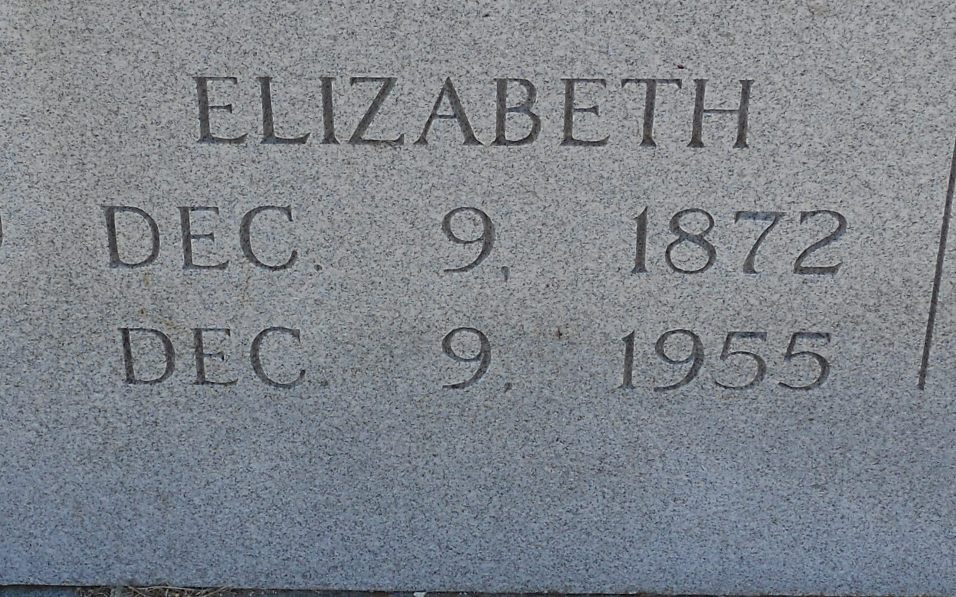 ELIZABETH
DEC. 9, 1872
DEC. 9, 1955